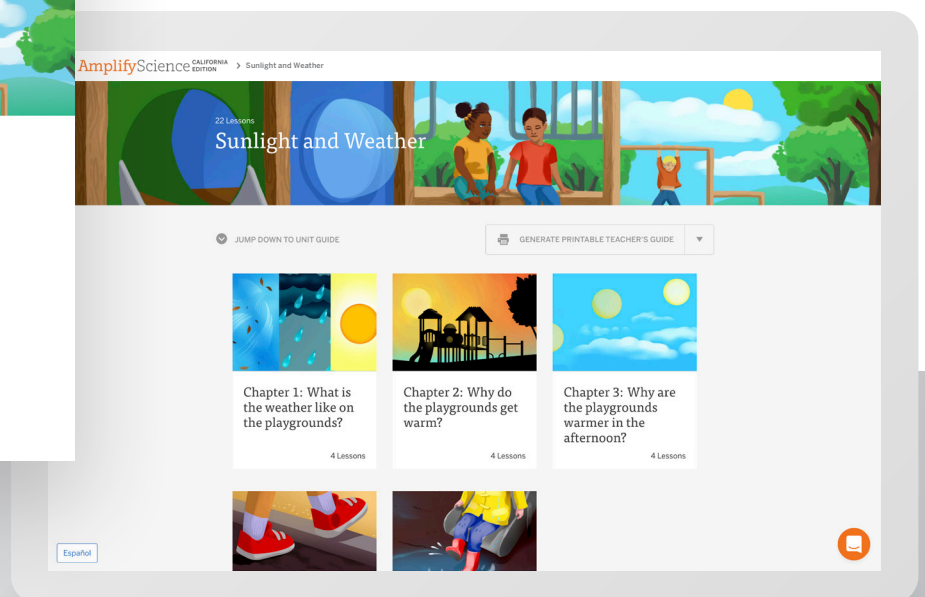 AmplifyScience CALIFORNIA EDITION > Sunlight and Weather
22 Lessons
Sunlight and Weather
JUMP DOWN TO UNIT GUIDE
GENERATE PRINTABLE TEACHER'S GUIDE
Chapter 1: What is
the weather like on
the playgrounds?
4 Lessons
Chapter 2: Why do
the playgrounds get
warm?
4 Lessons
Chapter 3: Why are
the playgrounds
warmer in the
afternoon?
4 Lessons
Español